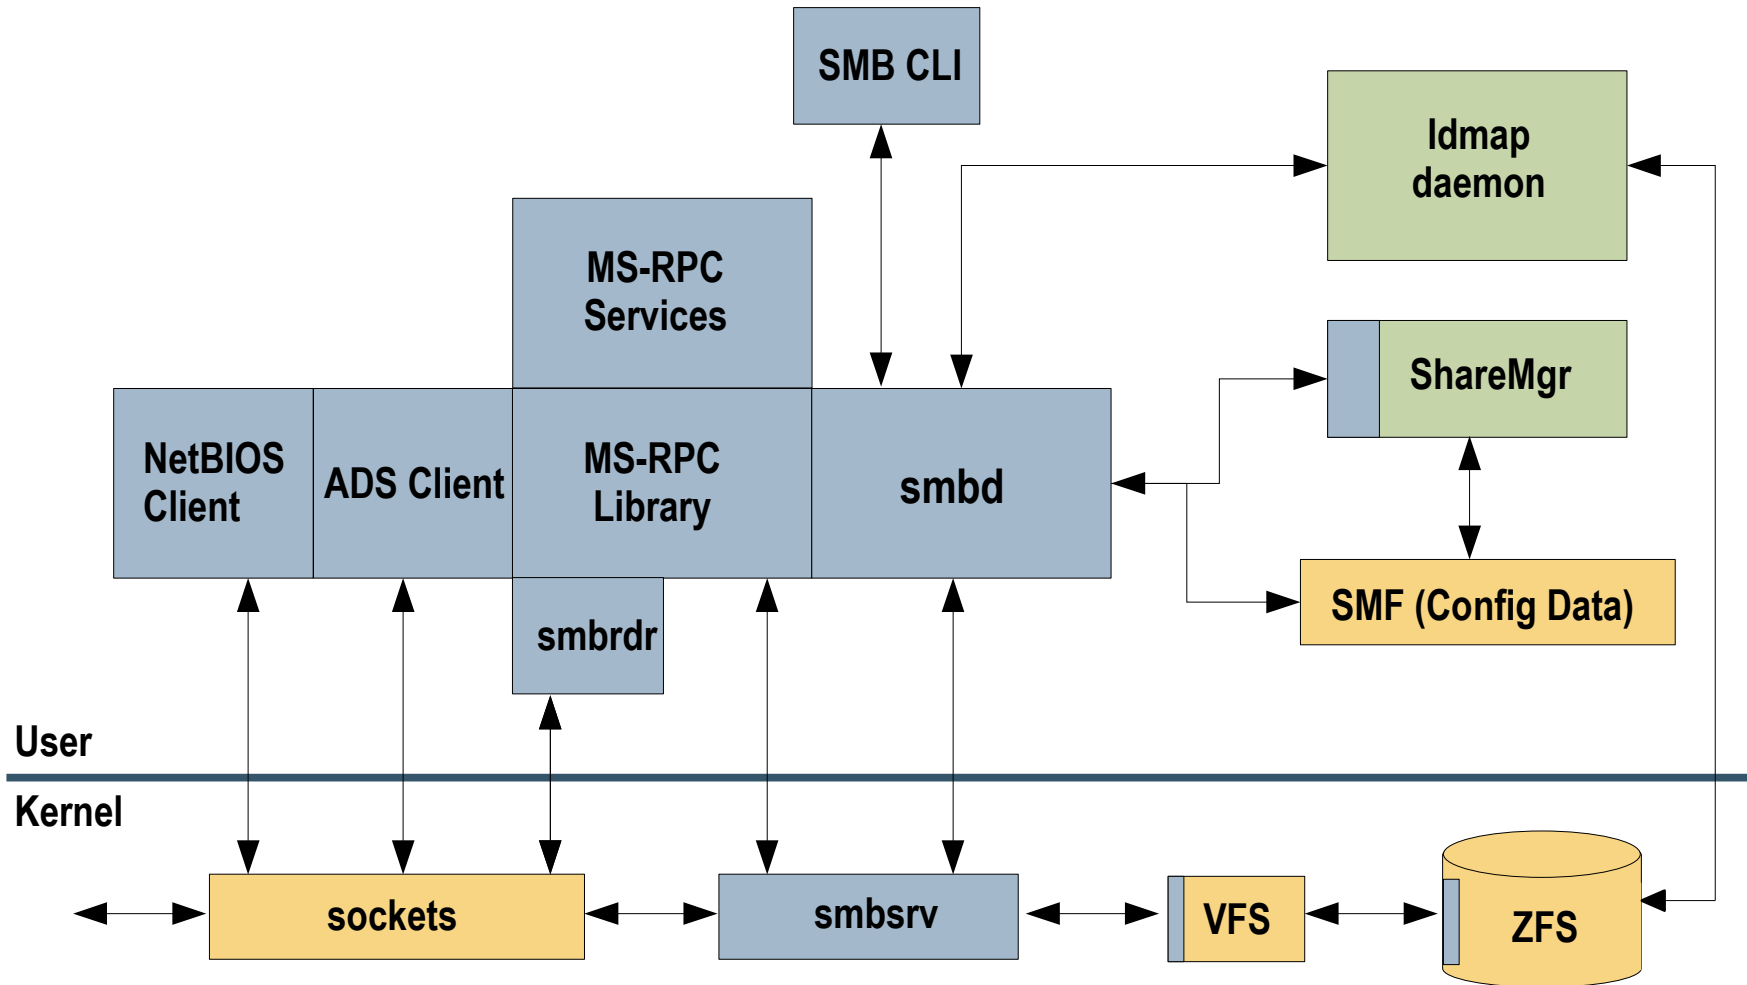 SMB CLI
Idmap
daemon
MS-RPC
Services
ShareMgr
NetBIOS
Client
ADS Client
MS-RPC
Library
smbd
SMF (Config Data)
smbrdr
User
Kernel
sockets
smbsrv
VFS
ZFS